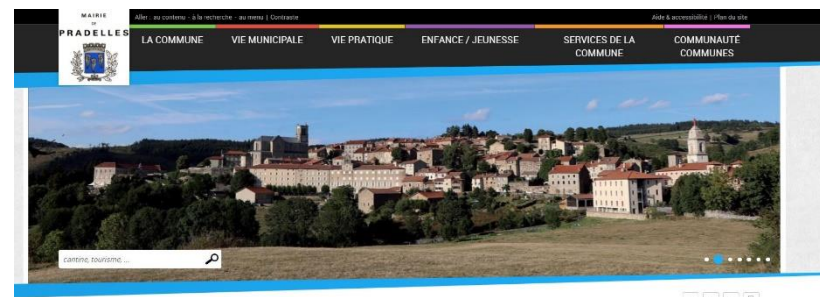 Aller : au contenu - à la recherche - au menu | Contraste
Aide & accessibilité | Plan du site
MAIRIE
DE
PRADELLES
LA COMMUNE
VIE MUNICIPALE
VIE PRATIQUE
ENFANCE / JEUNESSE
SERVICES DE LA
COMMUNE
COMMUNAUTÉ
COMMUNES
cantine, tourisme, ...